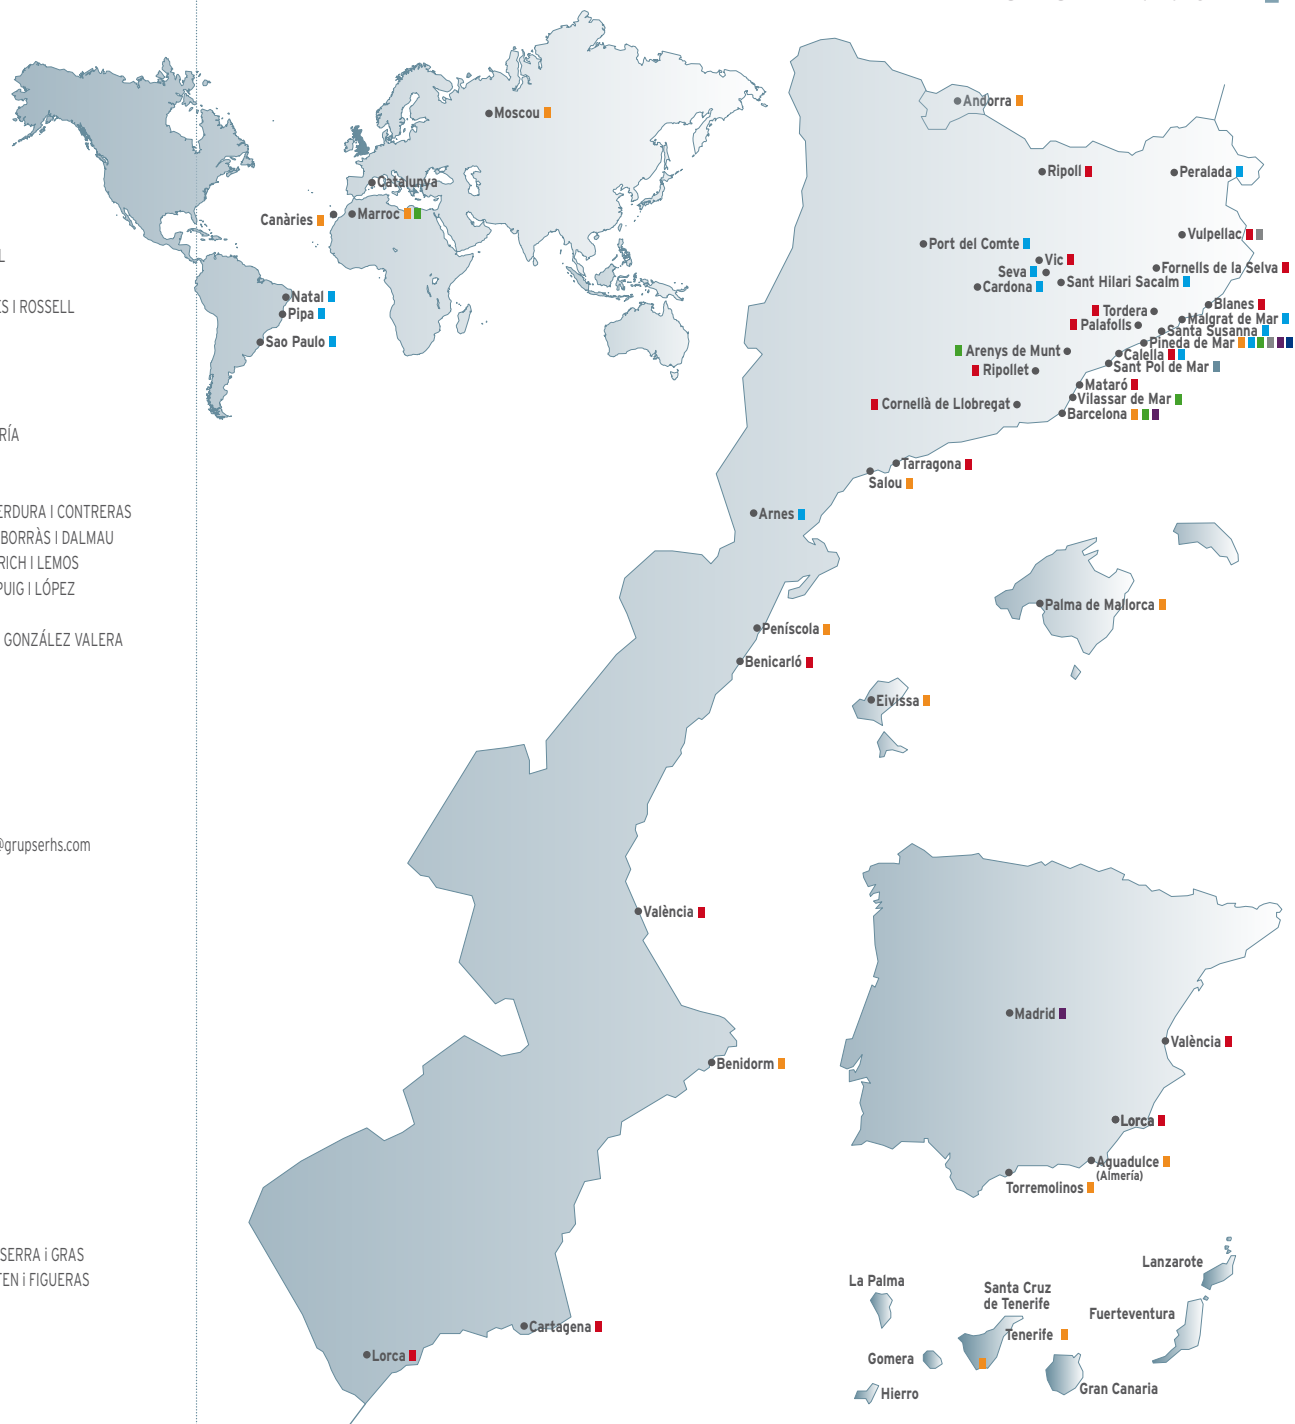 Moscou
Catalunya
Canàries
Marroc
Natal
Pipa
Sao Paulo
Andorra
Ripoll
Peralada
Vulpellac
Port del Comte
Vic
Fornells de la Selva
Seva
Sant Hilari Sacalm
Cardona
Blanes
Tordera
Malgrat de Mar
Palafolls
Santa Susanna
Pineda de Mar
Arenys de Munt
Calella
Sant Pol de Mar
Ripollet
Mataró
Vilassar de Mar
Cornellà de Llobregat
Barcelona
Tarragona
Salou
Arnes
Palma de Mallorca
Peníscola
Benicarló
Eivissa
València
Benidorm
Cartagena
Lorca
Madrid
València
Lorca
Aguadulce
(Almería)
Torremolinos
Lanzarote
La Palma
Santa Cruz
de Tenerife
Fuerteventura
Tenerife
Gomera
Gran Canaria
Hierro
L
ES I ROSSELL
RÍA
ERDURA I CONTRERAS
BORRÀS I DALMAU
RICH I LEMOS
PUIG I LÓPEZ
GONZÁLEZ VALERA
@grupserhs.com
SERRA i GRAS
TEN i FIGUERAS